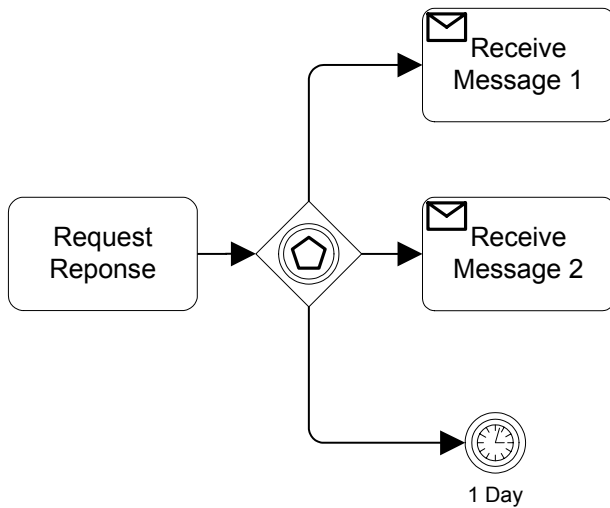 Receive
Message 1
Request
Reponse
Receive
Message 2
1 Day